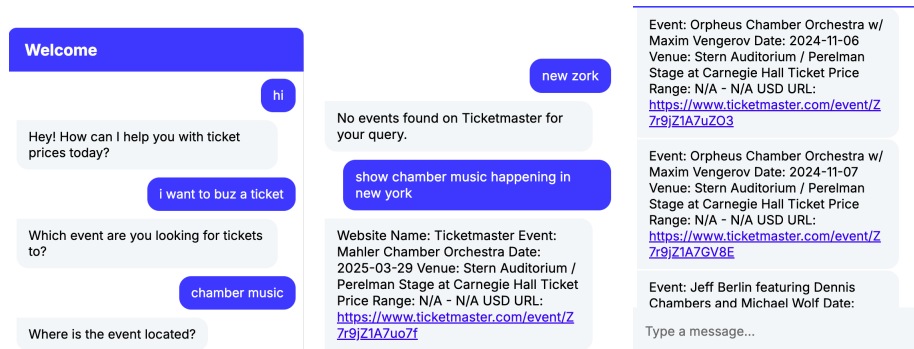 Welcome
hi
Hey! How can I help you with ticket
prices today?
i want to buz a ticket
Which event are you looking for tickets
to?
chamber music
Where is the event located?
new zork
No events found on Ticketmaster for
your query.
show chamber music happening in
new york
Website Name: Ticketmaster Event:
Mahler Chamber Orchestra Date:
2025-03-29 Venue: Stern Auditorium /
Perelman Stage at Carnegie Hall Ticket
Price Range: N/A - N/A USD URL:
https://www.ticketmaster.com/event/Z
7r9jZ1A7uo7f
Event: Orpheus Chamber Orchestra w/
Maxim Vengerov Date: 2024-11-06
Venue: Stern Auditorium / Perelman
Stage at Carnegie Hall Ticket Price
Range: N/A - N/A USD URL:
https://www.ticketmaster.com/event/Z
7r9jZ1A7uZO3
Event: Orpheus Chamber Orchestra w/
Maxim Vengerov Date: 2024-11-07
Venue: Stern Auditorium / Perelman
Stage at Carnegie Hall Ticket Price
Range: N/A - N/A USD URL:
https://www.ticketmaster.com/event/Z
7r9jZ1A7GV8E
Event: Jeff Berlin featuring Dennis
Chambers and Michael Wolf Date:
Type a message...